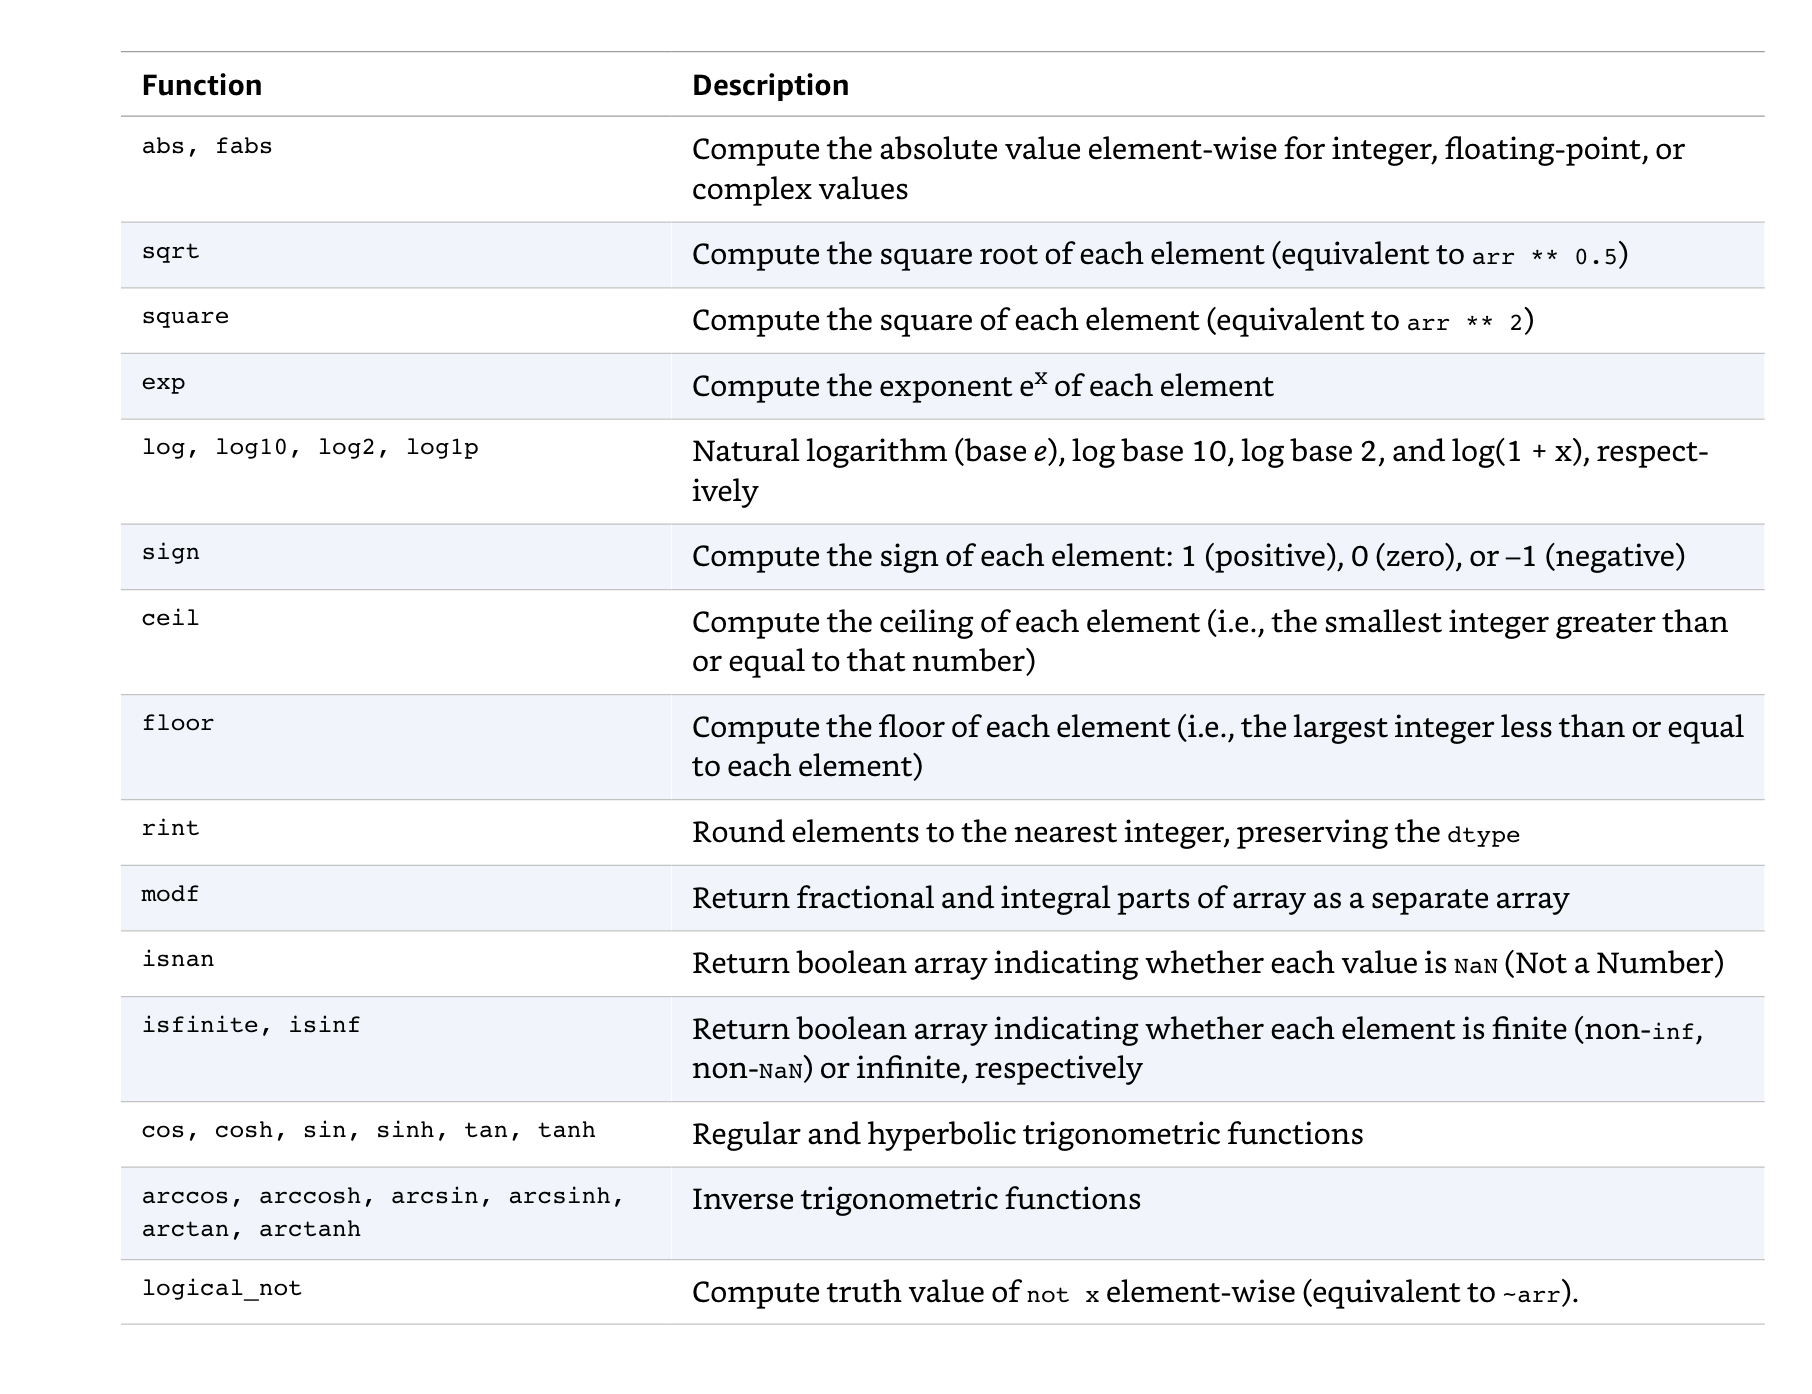 Function Description
abs, fabs Compute the absolute value element-wise for integer, floating-point, or
complex values
sqrt Compute the square root of each element (equivalent to arr ** 0.5)
square Compute the square of each element (equivalent to arr ** 2)
exp Compute the exponent eˣ of each element
log, log10, log2, log1p Natural logarithm (base e), log base 10, log base 2, and log(1 + x), respect-
ively
sign Compute the sign of each element: 1 (positive), 0 (zero), or –1 (negative)
ceil Compute the ceiling of each element (i.e., the smallest integer greater than
or equal to that number)
floor Compute the floor of each element (i.e., the largest integer less than or equal
to each element)
rint Round elements to the nearest integer, preserving the dtype
modf Return fractional and integral parts of array as a separate array
isnan Return boolean array indicating whether each value is NaN (Not a Number)
isfinite, isinf Return boolean array indicating whether each element is finite (non-inf,
non-NaN) or infinite, respectively
cos, cosh, sin, sinh, tan, tanh Regular and hyperbolic trigonometric functions
arccos, arccosh, arcsin, arcsinh, Inverse trigonometric functions
arctan, arctanh
logical_not Compute truth value of not x element-wise (equivalent to ~arr).